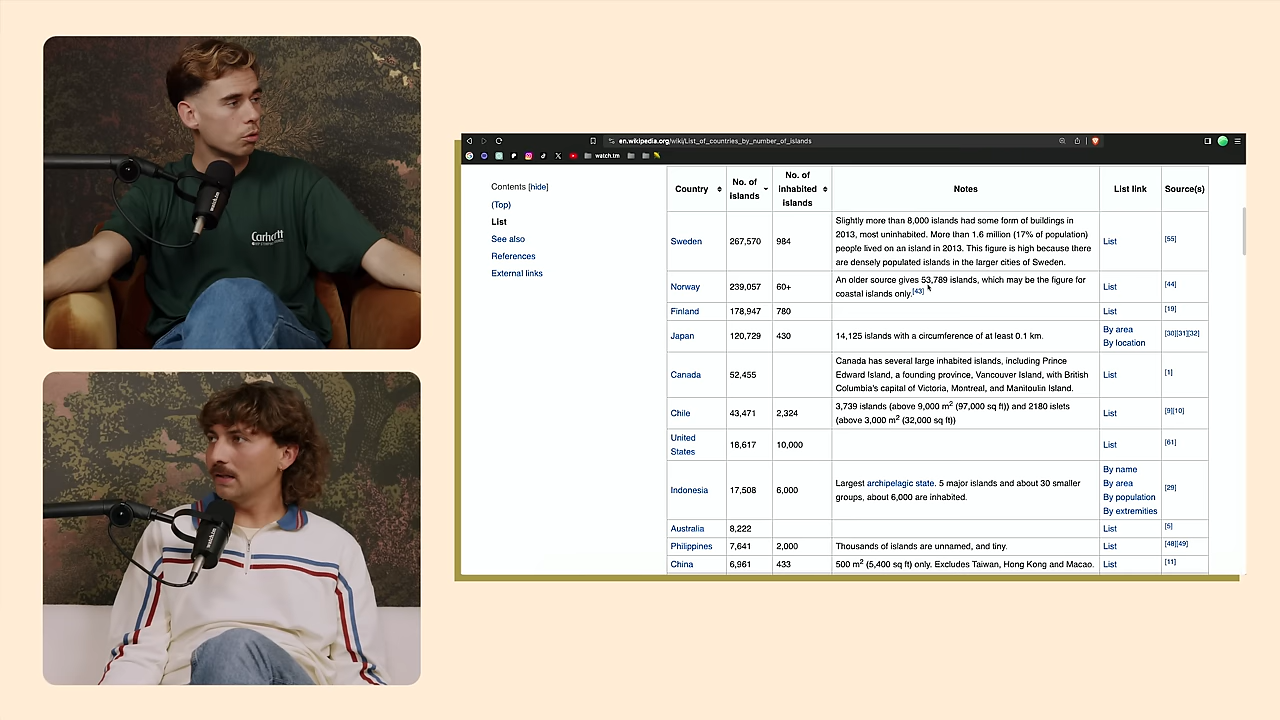 Carhartt
watch.tm
watch.tm
en.wikipedia.org/wiki/List_of_countries_by_number_of_islands
watch.tm
Contents [hide]
(Top)
List
See also
References
External links
Country No. of islands No. of inhabited islands Notes List link Source(s)
Sweden 267,570 984 Slightly more than 8,000 islands had some form of buildings in
2013, most uninhabited. More than 1.6 million (17% of population)
people lived on an island in 2013. This figure is high because there
are densely populated islands in the larger cities of Sweden. List [55]
Norway 239,057 60+ An older source gives 53,789 islands, which may be the figure for
coastal islands only.[43] List [44]
Finland 178,947 780 List [19]
Japan 120,729 430 14,125 islands with a circumference of at least 0.1 km. By area
By location [30][31][32]
Canada 52,455 Canada has several large inhabited islands, including Prince
Edward Island, a founding province, Vancouver Island, with British
Columbia's capital of Victoria, Montreal, and Manitoulin Island. List [1]
Chile 43,471 2,324 3,739 islands (above 9,000 m² (97,000 sq ft)) and 2180 islets
(above 3,000 m² (32,000 sq ft)) List [9][10]
United
States 18,617 10,000 List [61]
Indonesia 17,508 6,000 Largest archipelagic state. 5 major islands and about 30 smaller
groups, about 6,000 are inhabited. By name
By area
By population
By extremities [29]
Australia 8,222 List [5]
Philippines 7,641 2,000 Thousands of islands are unnamed, and tiny. List [48][49]
China 6,961 433 500 m² (5,400 sq ft) only. Excludes Taiwan, Hong Kong and Macao. List [11]